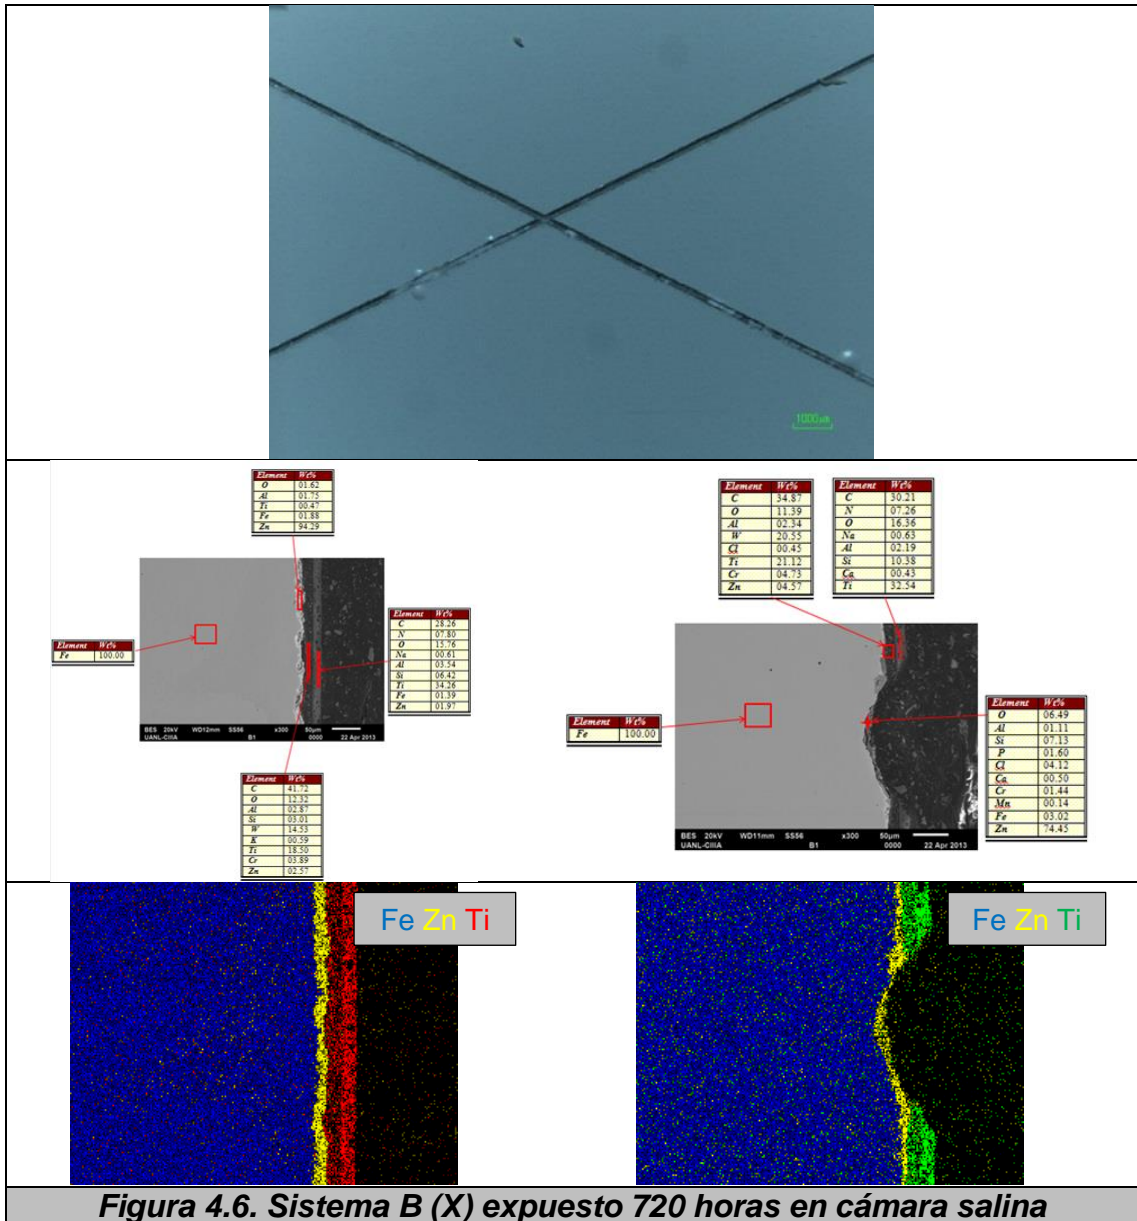 1000um
Element Wt%
O 01.62
Al 01.75
Ti 00.47
Fe 01.88
Zn 94.29
Element Wt%
Fe 100.00
Element Wt%
C 28.26
N 07.80
O 15.76
Na 00.61
Al 03.54
Si 06.42
Ti 34.26
Fe 01.39
Zn 01.97
BES 20kV WD12mm SS56 x300 50µm
UANL-CIIIA B1 0000 22 Apr 2013
Element Wt%
C 41.72
O 12.32
Al 02.87
Si 03.01
W 14.53
K 00.59
Ti 18.50
Cr 03.89
Zn 02.57
Element Wt%
C 34.87
O 11.39
Al 02.34
W 20.55
Cl 00.45
Ti 21.12
Cr 04.73
Zn 04.57
Element Wt%
C 30.21
N 07.26
O 16.36
Na 00.63
Al 02.19
Si 10.38
Ca 00.43
Ti 32.54
Element Wt%
Fe 100.00
Element Wt%
O 06.49
Al 01.11
Si 07.13
P 01.60
Cl 04.12
Ca 00.50
Cr 01.44
Mn 00.14
Fe 03.02
Zn 74.45
BES 20kV WD11mm SS56 x300 50µm
UANL-CIIIA B1 0000 22 Apr 2013
Fe Zn Ti
Fe Zn Ti
Figura 4.6. Sistema B (X) expuesto 720 horas en cámara salina